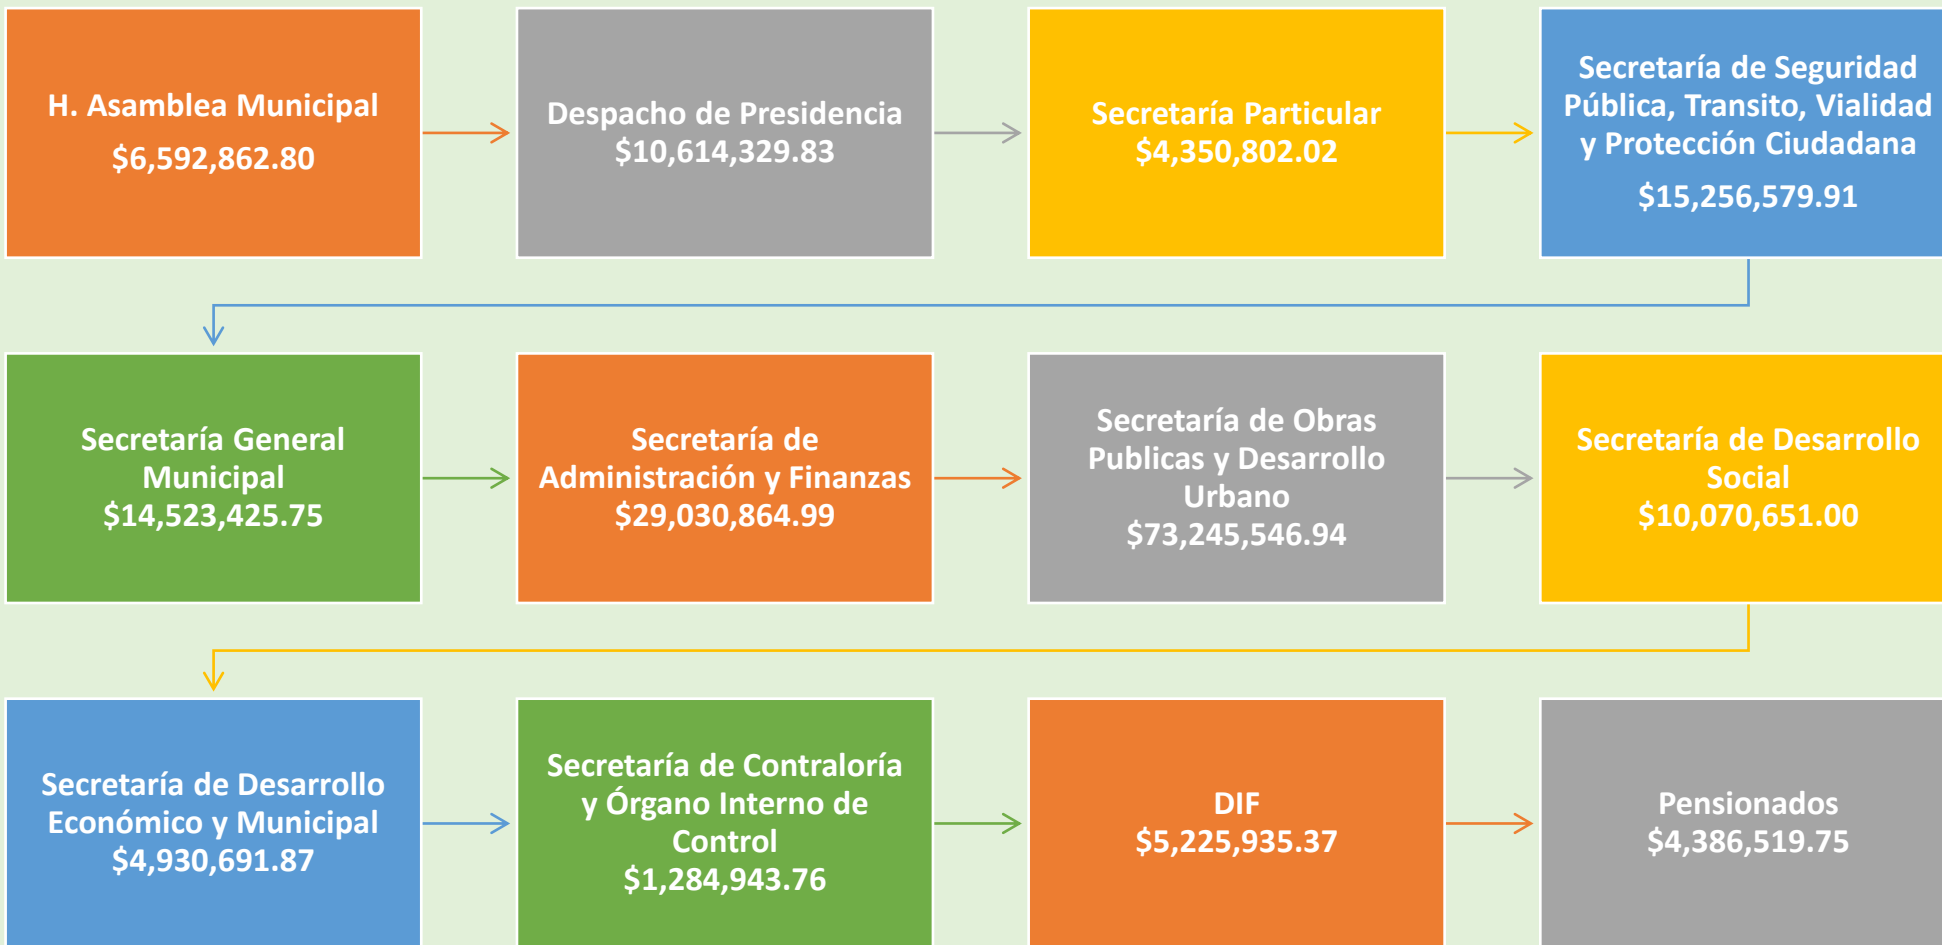 H. Asamblea Municipal
$6,592,862.80
Despacho de Presidencia
$10,614,329.83
Secretaría Particular
$4,350,802.02
Secretaría de Seguridad
Pública, Transito, Vialidad
y Protección Ciudadana
$15,256,579.91
Secretaría General
Municipal
$14,523,425.75
Secretaría de
Administración y Finanzas
$29,030,864.99
Secretaría de Obras
Publicas y Desarrollo
Urbano
$73,245,546.94
Secretaría de Desarrollo
Social
$10,070,651.00
Secretaría de Desarrollo
Económico y Municipal
$4,930,691.87
Secretaría de Contraloría
y Órgano Interno de
Control
$1,284,943.76
DIF
$5,225,935.37
Pensionados
$4,386,519.75